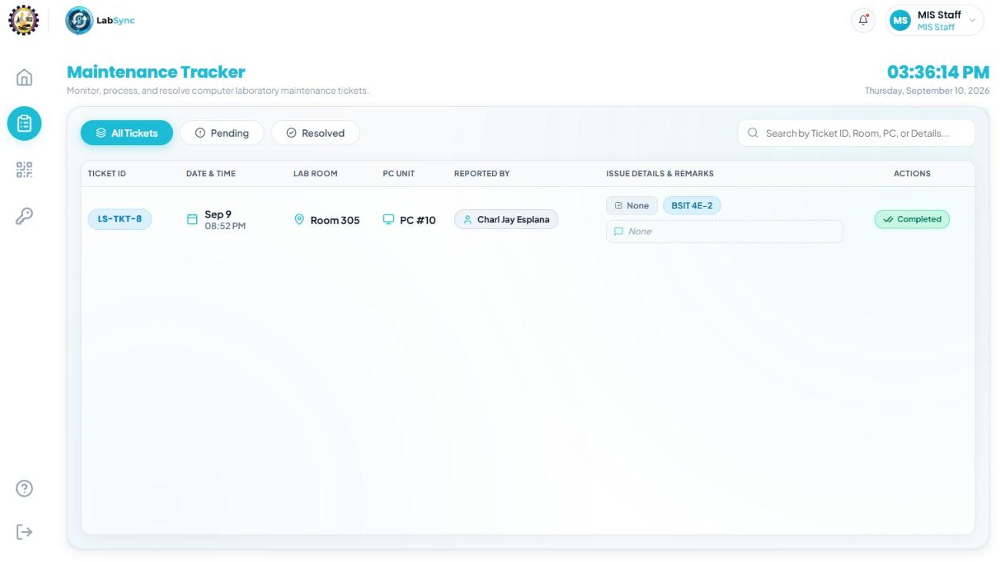 LabSync
MS
MIS Staff
MIS Staff
Maintenance Tracker
03:36:14 PM
Monitor, process, and resolve computer laboratory maintenance tickets.
Thursday, September 10, 2026
All Tickets
Pending
Resolved
Search by Ticket ID, Room, PC, or Details...
TICKET ID
DATE & TIME
LAB ROOM
PC UNIT
REPORTED BY
ISSUE DETAILS & REMARKS
ACTIONS
LS-TKT-8
Sep 9
08:52 PM
Room 305
PC #10
Charl Jay Esplana
None
BSIT 4E-2
None
Completed